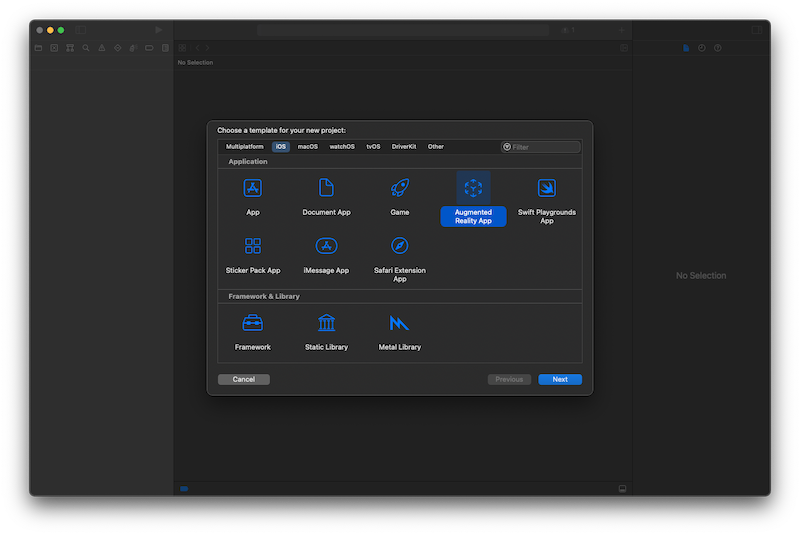 No Selection
Choose a template for your new project:
Multiplatform iOS macOS watchOS tvOS DriverKit Other Filter
Application
App Document App Game Augmented Reality App Swift Playgrounds App
Sticker Pack App iMessage App Safari Extension App
No Selection
Framework & Library
Framework Static Library Metal Library
Cancel Previous Next